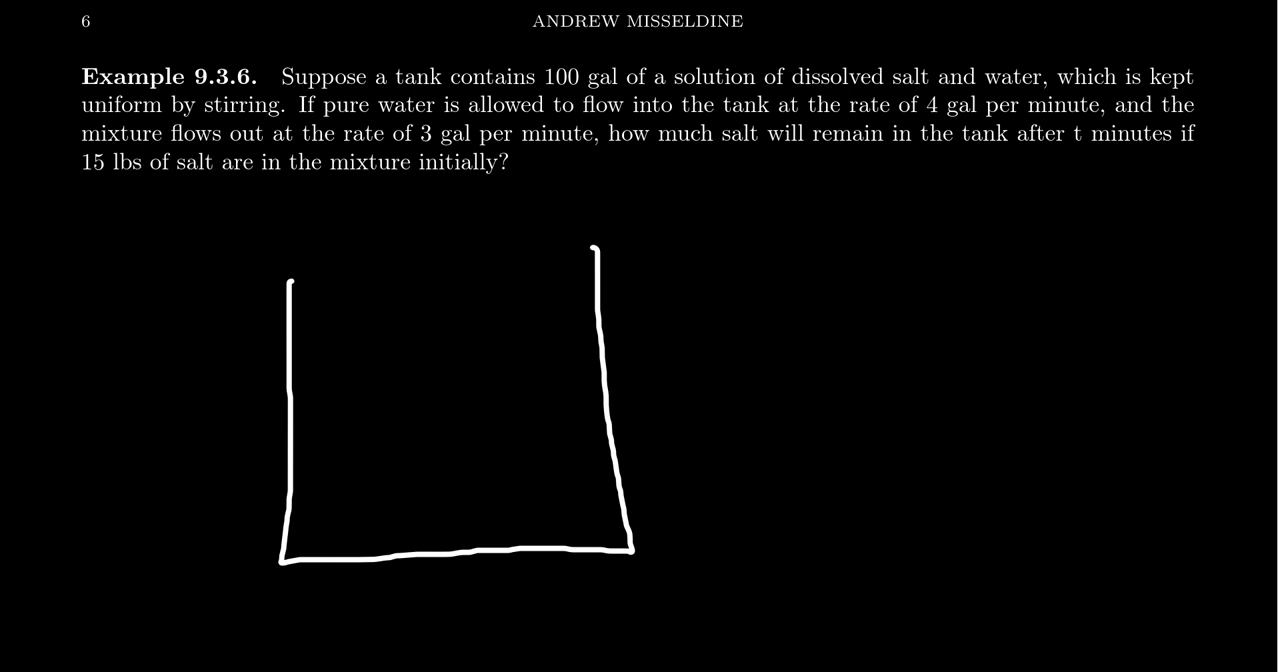 6
ANDREW MISSELDINE
Example 9.3.6. Suppose a tank contains 100 gal of a solution of dissolved salt and water, which is kept
uniform by stirring. If pure water is allowed to flow into the tank at the rate of 4 gal per minute, and the
mixture flows out at the rate of 3 gal per minute, how much salt will remain in the tank after t minutes if
15 lbs of salt are in the mixture initially?